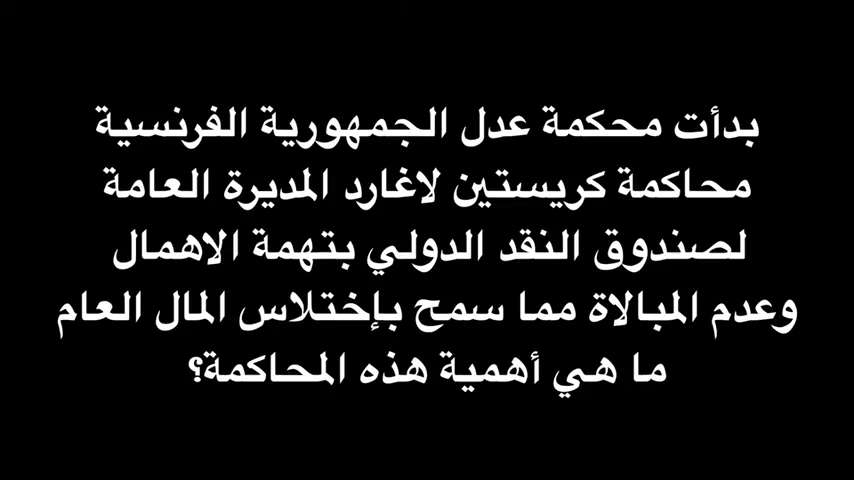 بدأت محكمة عدل الجمهورية الفرنسية
محاكمة كريستين لاغارد المديرة العامة
لصندوق النقد الدولي بتهمة الاهمال
وعدم المبالاة مما سمح بإختلاس المال العام
ما هي أهمية هذه المحاكمة؟